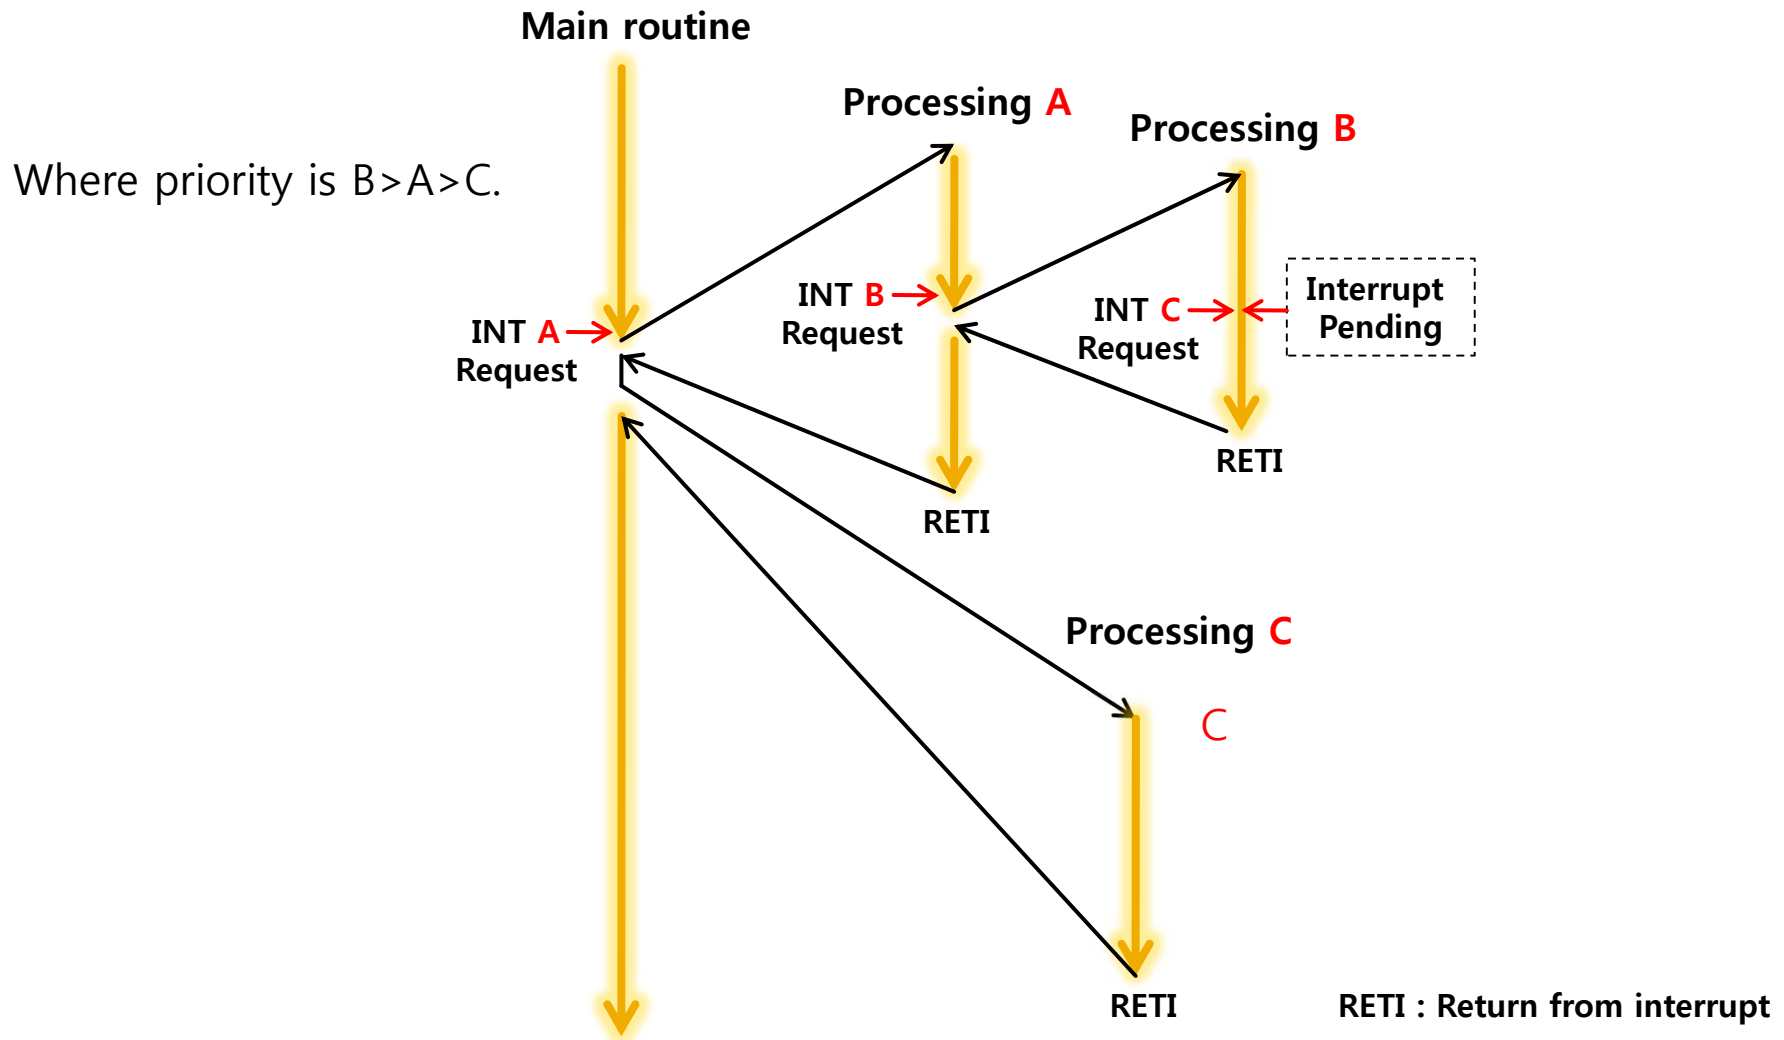 Main routine
Processing A
Processing B
Where priority is B>A>C.
INT A
Request
INT B
Request
INT C
Request
Interrupt
Pending
RETI
RETI
Processing C
C
RETI
RETI : Return from interrupt